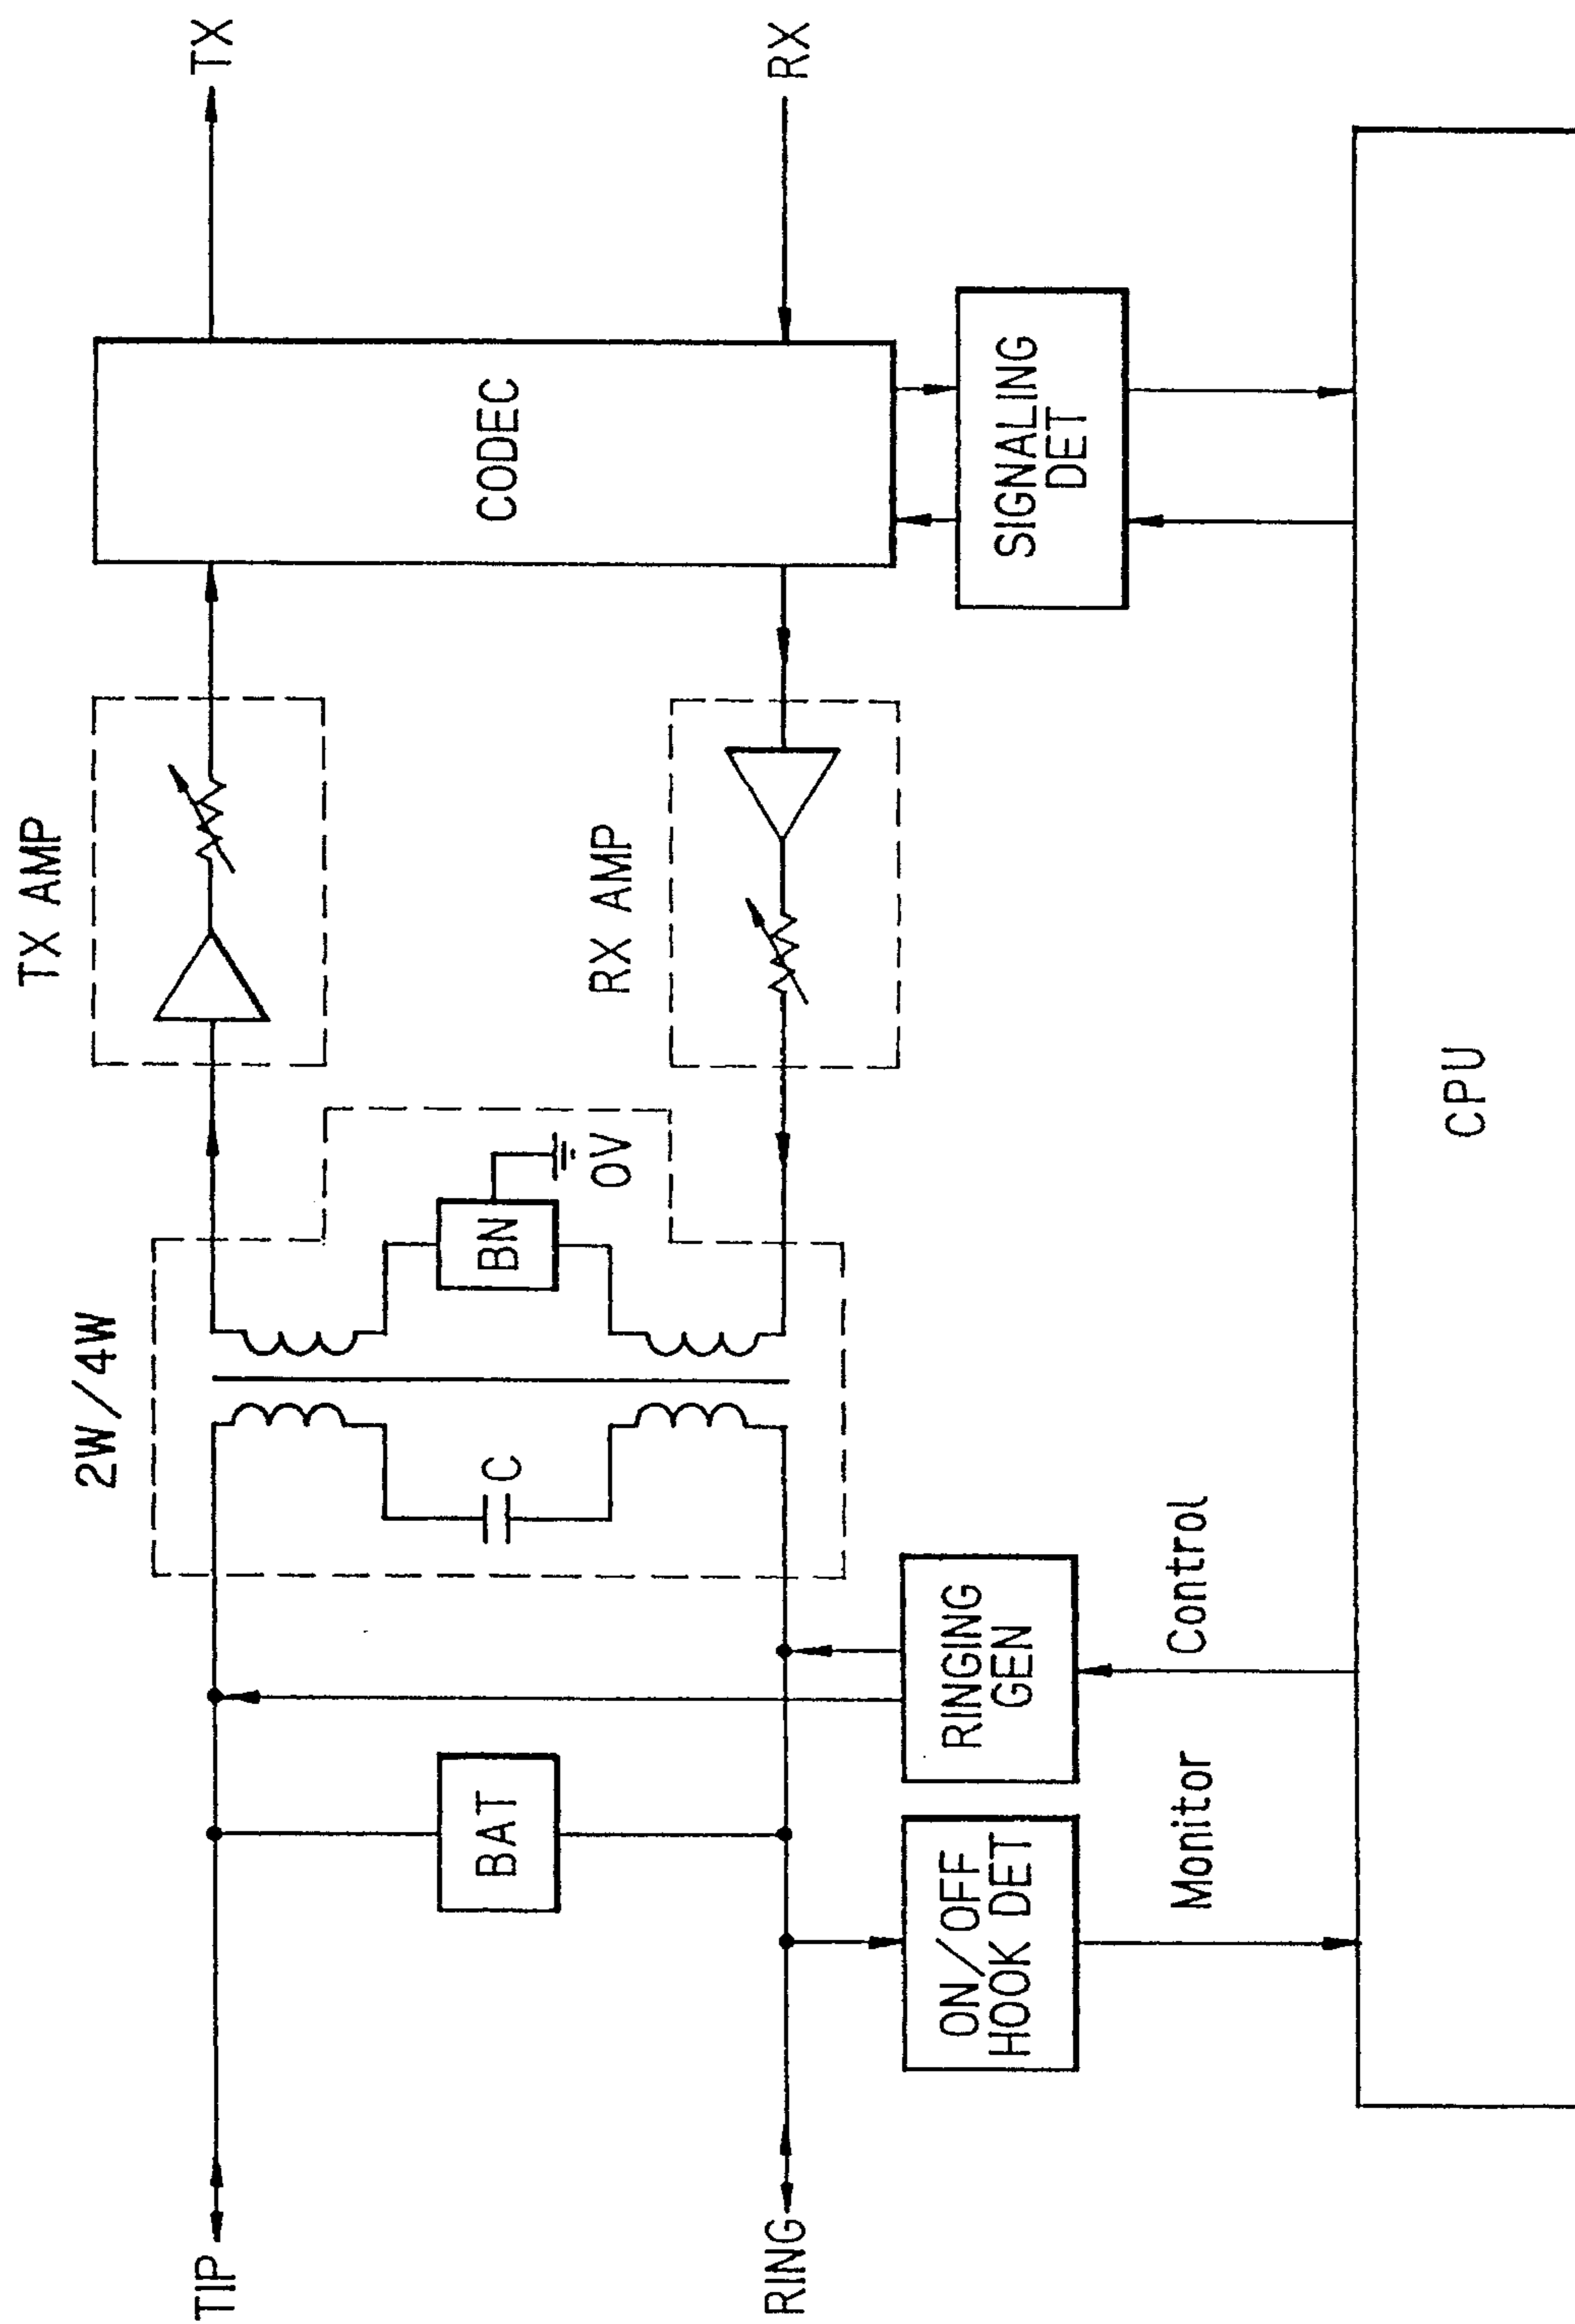 TX AMP
2W/4W
TIP
TX
BAT
C
BN
0V
CODEC
RX AMP
RING
RX
ON/OFF
HOOK DET
RINGING
GEN
SIGNALING
DET
Monitor
Control
CPU